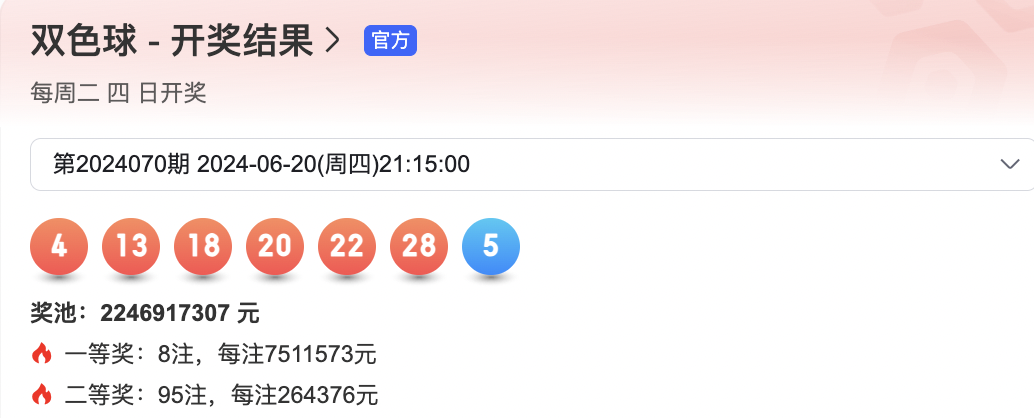 双色球 - 开奖结果 > 官方
每周二 四 日开奖
第2024070期 2024-06-20(周四)21:15:00
4 13 18 20 22 28 5
奖池：2246917307 元
一等奖：8注，每注7511573元
二等奖：95注，每注264376元